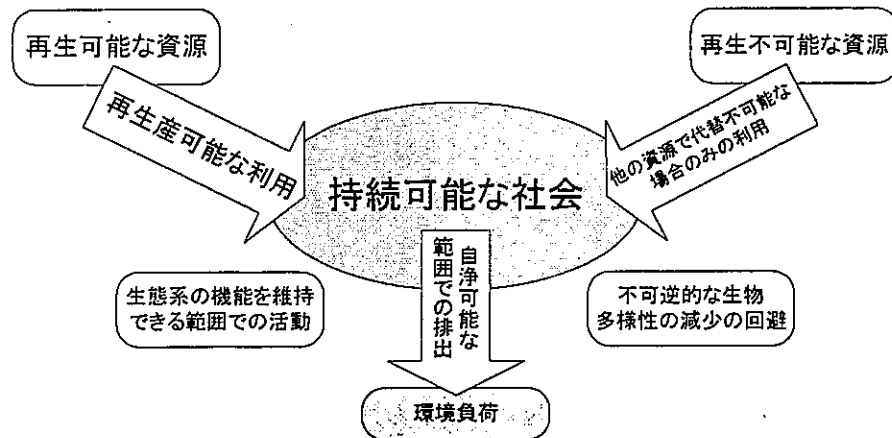 再生可能な資源
再生不可能な資源
再生産可能な利用
他の資源で代替不可能な
場合のみの利用
持続可能な社会
自浄可能な
範囲での排出
生態系の機能を維持
できる範囲での活動
不可逆的な生物
多様性の減少の回避
環境負荷